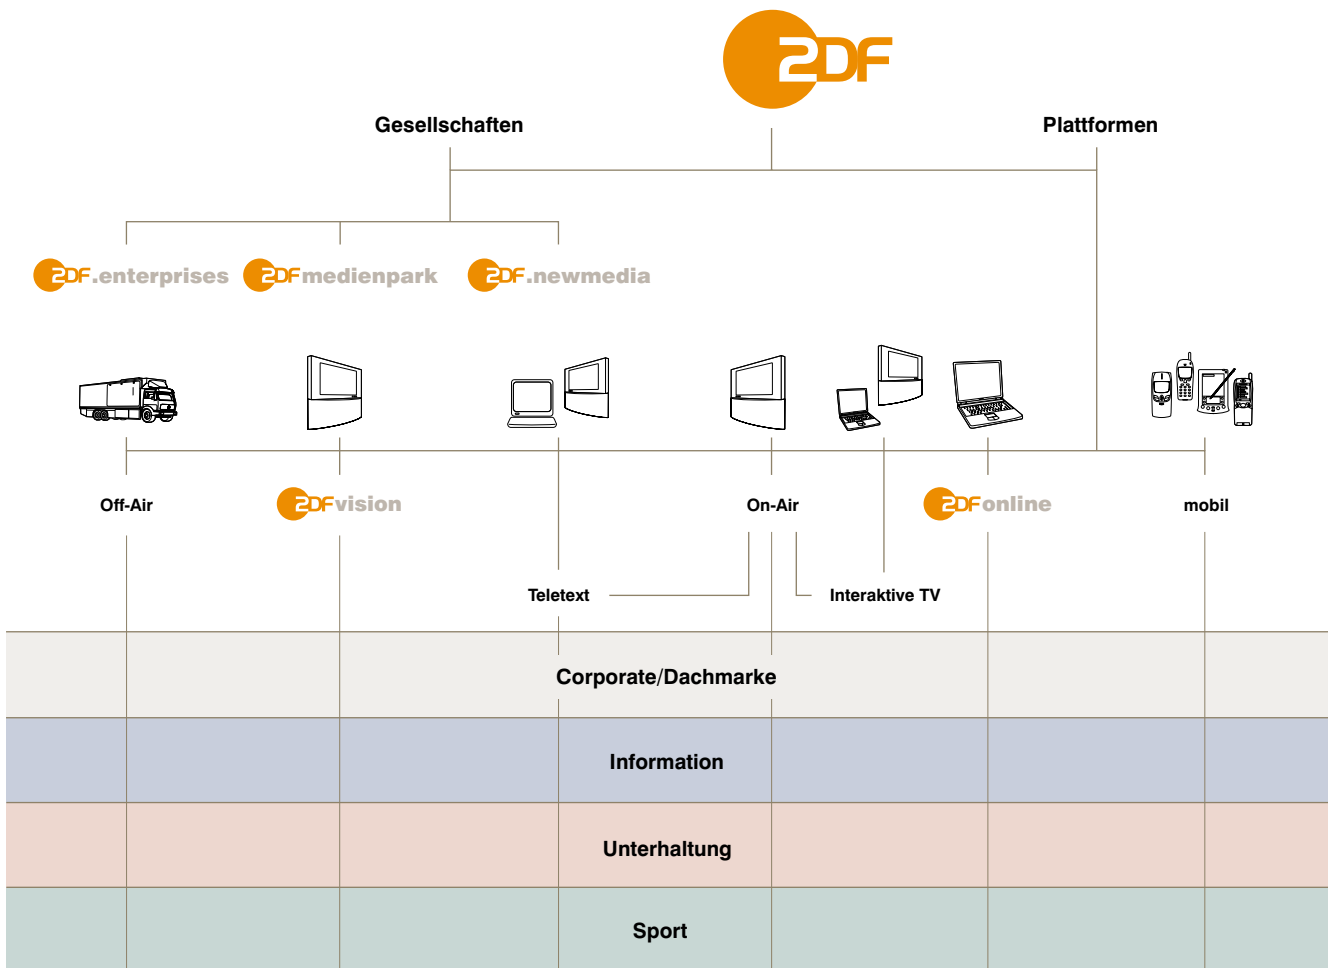 ZDF
Gesellschaften
Plattformen
ZDF.enterprises
ZDFmedienpark
ZDF.newmedia
Off-Air
ZDFvision
On-Air
ZDFonline
mobil
Teletext
Interaktive TV
Corporate/Dachmarke
Information
Unterhaltung
Sport